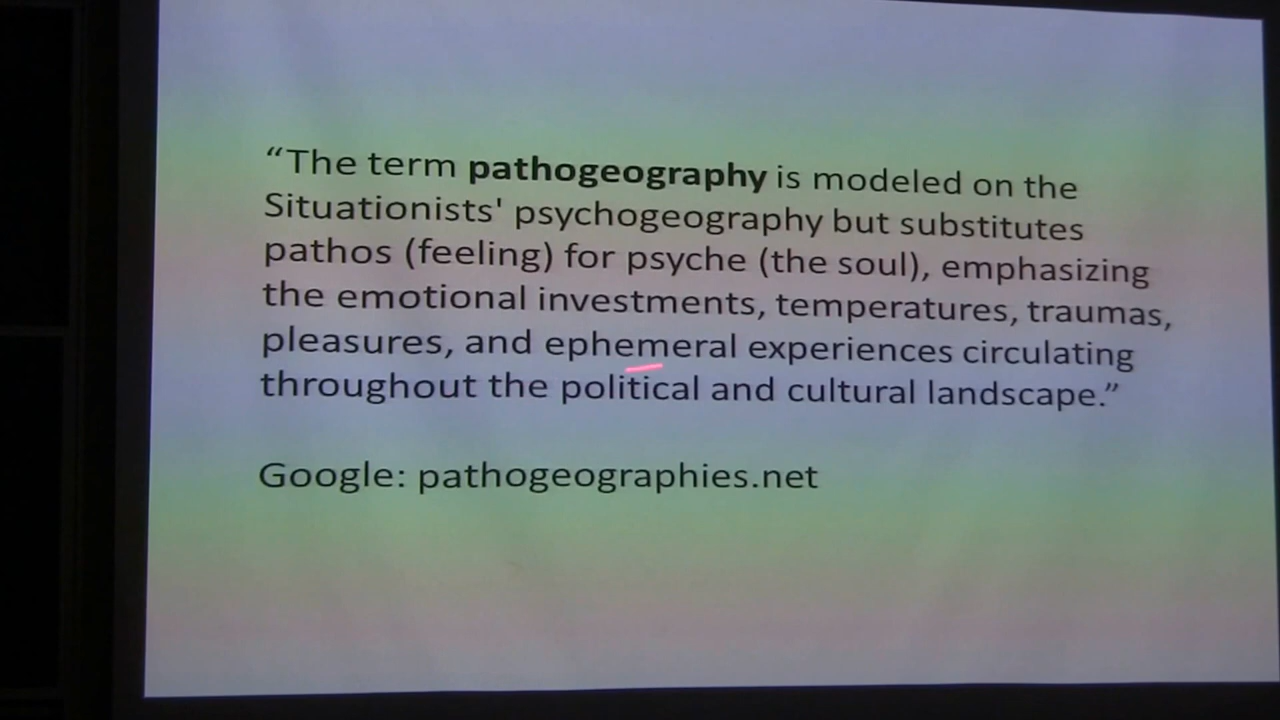 “The term pathogeography is modeled on the
Situationists' psychogeography but substitutes
pathos (feeling) for psyche (the soul), emphasizing
the emotional investments, temperatures, traumas,
pleasures, and ephemeral experiences circulating
throughout the political and cultural landscape.”
Google: pathogeographies.net